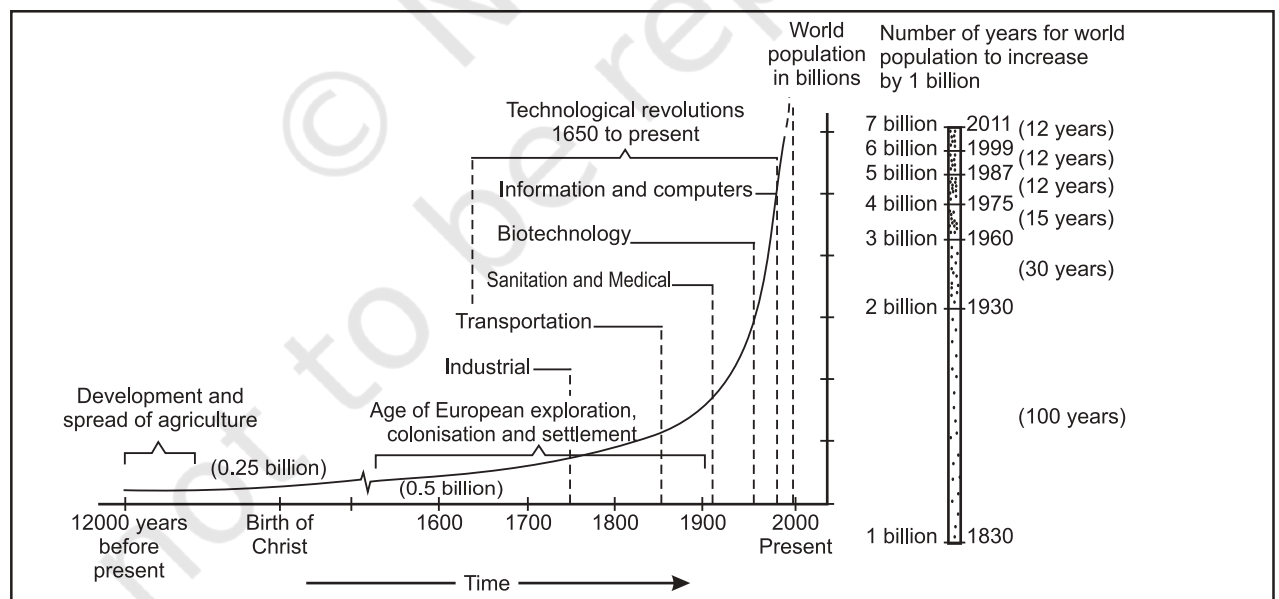 © N
not to be rep
World
population
in billions
Number of years for world
population to increase
by 1 billion
Technological revolutions
1650 to present
Information and computers
Biotechnology
Sanitation and Medical
Transportation
Industrial
Development and
spread of agriculture
Age of European exploration,
colonisation and settlement
(0.25 billion)
(0.5 billion)
12000 years
before
present
Birth of
Christ
1600
1700
1800
1900
2000
Present
Time
7 billion 2011 (12 years)
6 billion 1999 (12 years)
5 billion 1987 (12 years)
4 billion 1975 (15 years)
3 billion 1960
(30 years)
2 billion 1930
(100 years)
1 billion 1830